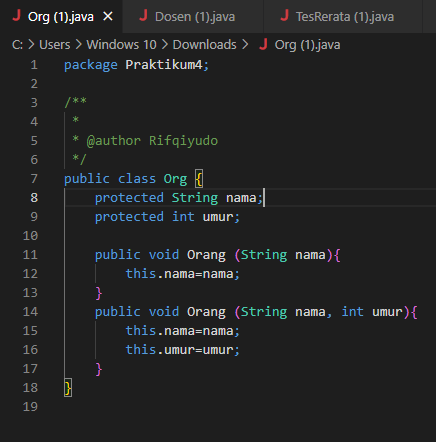 J Org (1).java × J Dosen (1).java J TesRerata (1).java
C: > Users > Windows 10 > Downloads > J Org (1).java
1 package Praktikum4;
2
3 /**
4  *
5  * @author Rifqiyudo
6  */
7 public class Org {
8     protected String nama;
9     protected int umur;
10
11     public void Orang (String nama){
12         this.nama=nama;
13     }
14     public void Orang (String nama, int umur){
15         this.nama=nama;
16         this.umur=umur;
17     }
18 }
19